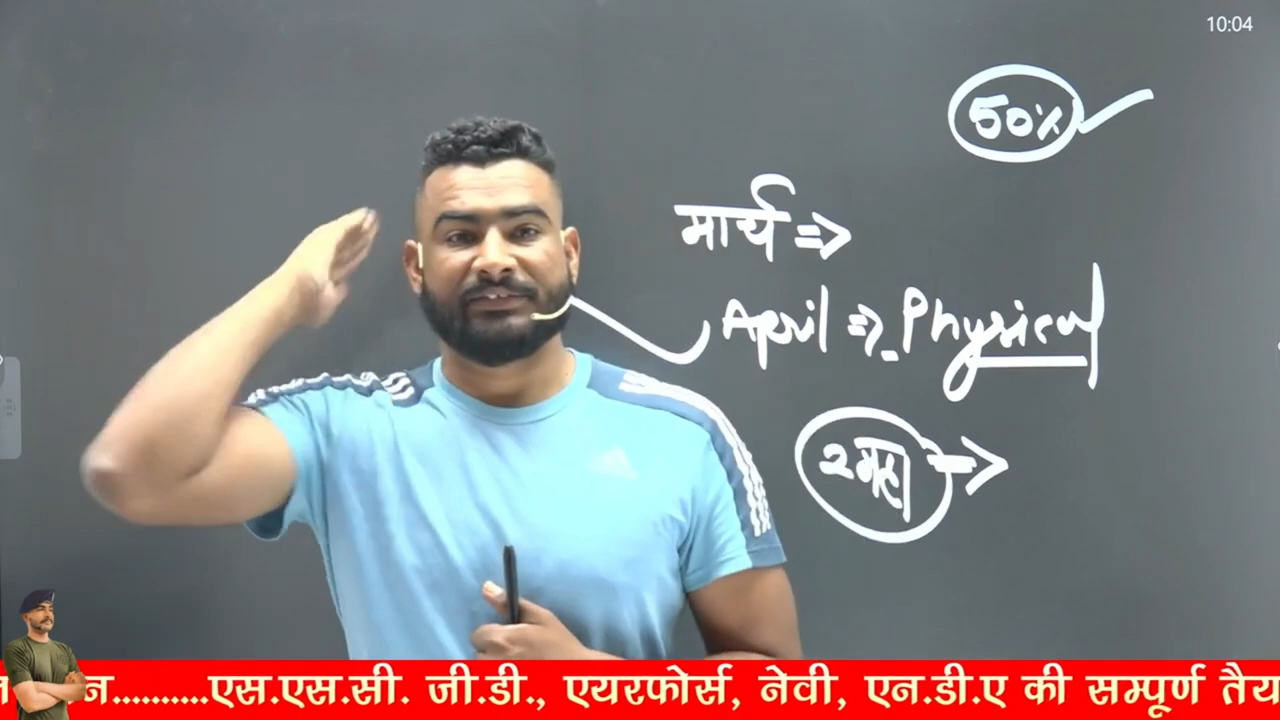 10:04
50%
मार्च =>
April => Physical
2 माह →
न..........एस.एस.सी. जी.डी., एयरफोर्स, नेवी, एन.डी.ए की सम्पूर्ण तैय